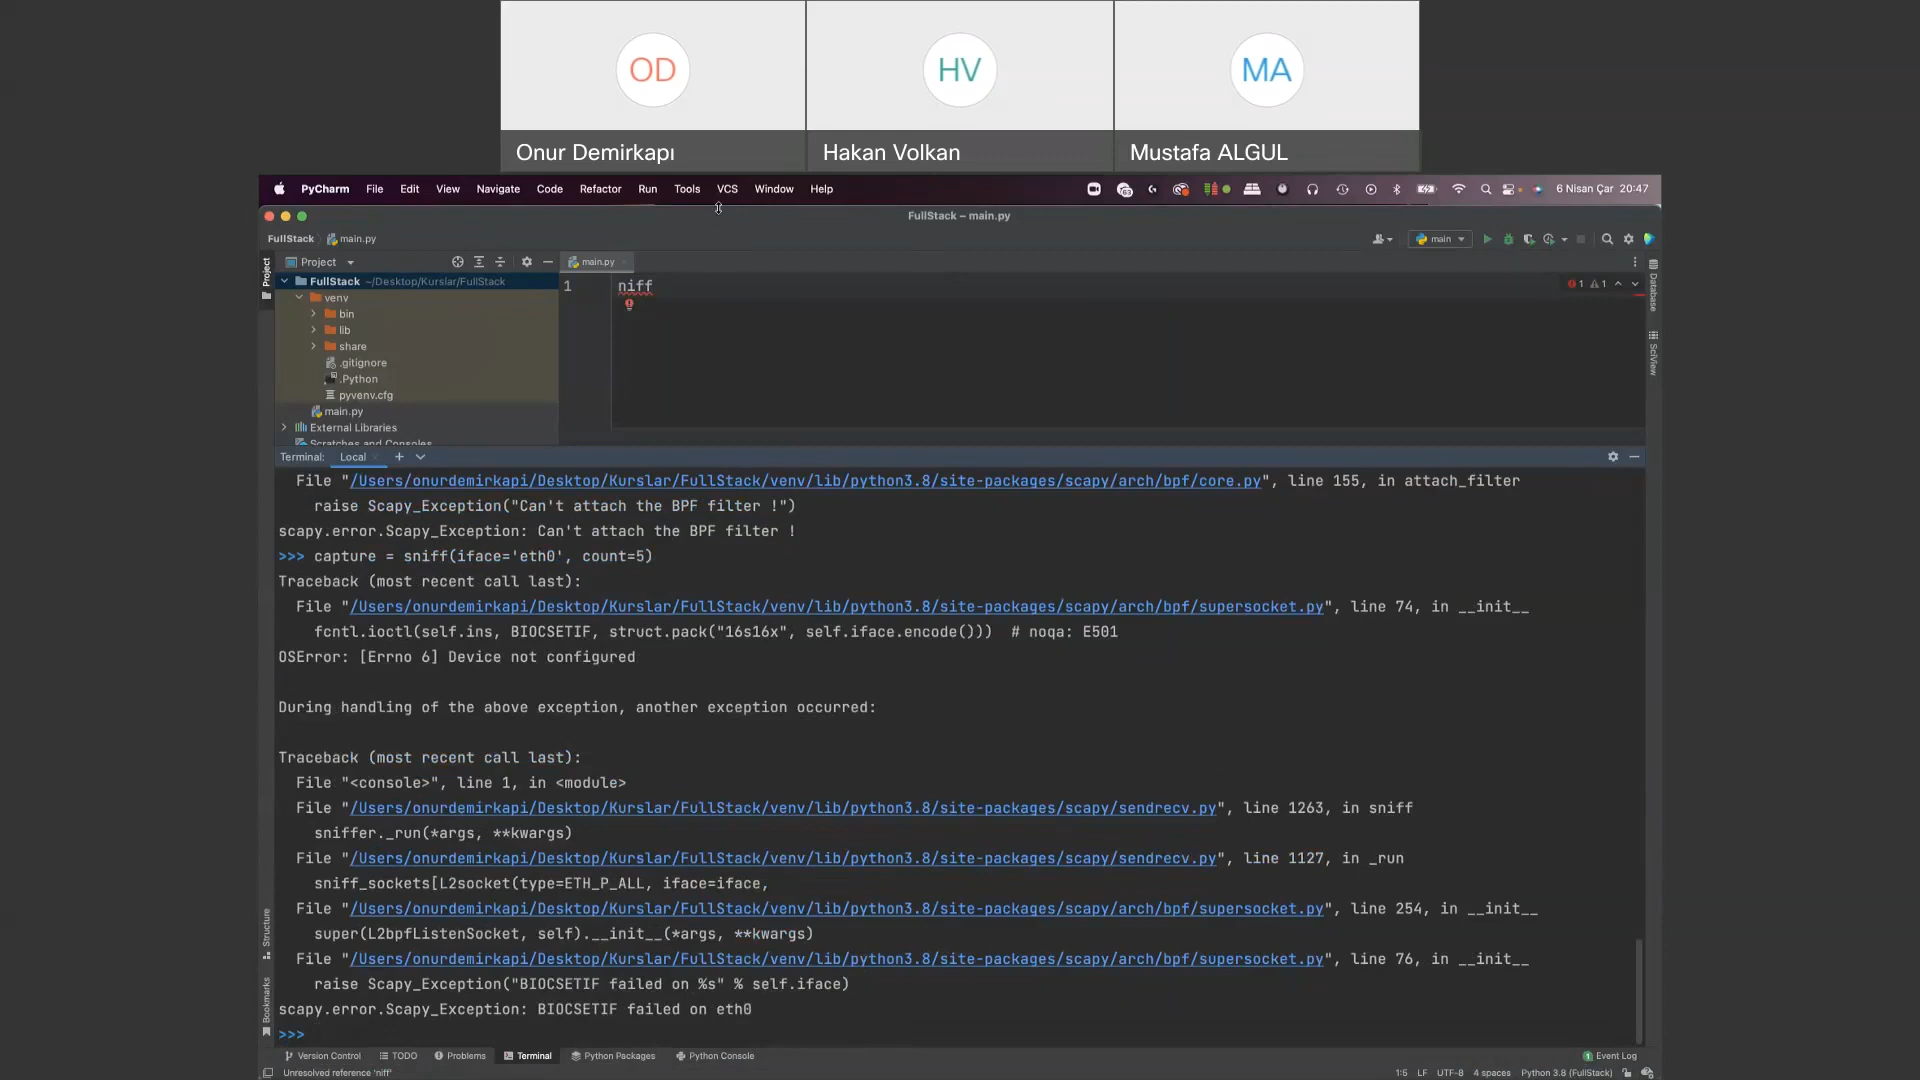 OD
HV
MA
Onur Demirkapı
Hakan Volkan
Mustafa ALGUL
PyCharm File Edit View Navigate Code Refactor Run Tools VCS Window Help
6 Nisan Çar 20:47
FullStack – main.py
FullStack main.py
main
Project
Project
main.py
FullStack ~/Desktop/Kurslar/FullStack
venv
bin
lib
share
.gitignore
.Python
pyvenv.cfg
main.py
External Libraries
Scratches and Consoles
1 niff
1 1
Database
SciView
Terminal: Local
File "/Users/onurdemirkapi/Desktop/Kurslar/FullStack/venv/lib/python3.8/site-packages/scapy/arch/bpf/core.py", line 155, in attach_filter
raise Scapy_Exception("Can't attach the BPF filter !")
scapy.error.Scapy_Exception: Can't attach the BPF filter !
>>> capture = sniff(iface='eth0', count=5)
Traceback (most recent call last):
File "/Users/onurdemirkapi/Desktop/Kurslar/FullStack/venv/lib/python3.8/site-packages/scapy/arch/bpf/supersocket.py", line 74, in __init__
fcntl.ioctl(self.ins, BIOCSETIF, struct.pack("16s16x", self.iface.encode())) # noqa: E501
OSError: [Errno 6] Device not configured
During handling of the above exception, another exception occurred:
Traceback (most recent call last):
File "<console>", line 1, in <module>
File "/Users/onurdemirkapi/Desktop/Kurslar/FullStack/venv/lib/python3.8/site-packages/scapy/sendrecv.py", line 1263, in sniff
sniffer._run(*args, **kwargs)
File "/Users/onurdemirkapi/Desktop/Kurslar/FullStack/venv/lib/python3.8/site-packages/scapy/sendrecv.py", line 1127, in _run
sniff_sockets[L2socket(type=ETH_P_ALL, iface=iface,
File "/Users/onurdemirkapi/Desktop/Kurslar/FullStack/venv/lib/python3.8/site-packages/scapy/arch/bpf/supersocket.py", line 254, in __init__
super(L2bpfListenSocket, self).__init__(*args, **kwargs)
File "/Users/onurdemirkapi/Desktop/Kurslar/FullStack/venv/lib/python3.8/site-packages/scapy/arch/bpf/supersocket.py", line 76, in __init__
raise Scapy_Exception("BIOCSETIF failed on %s" % self.iface)
scapy.error.Scapy_Exception: BIOCSETIF failed on eth0
>>>
Structure
Bookmarks
Version Control TODO Problems Terminal Python Packages Python Console
1 Event Log
Unresolved reference 'niff'
1:5 LF UTF-8 4 spaces Python 3.8 (FullStack)